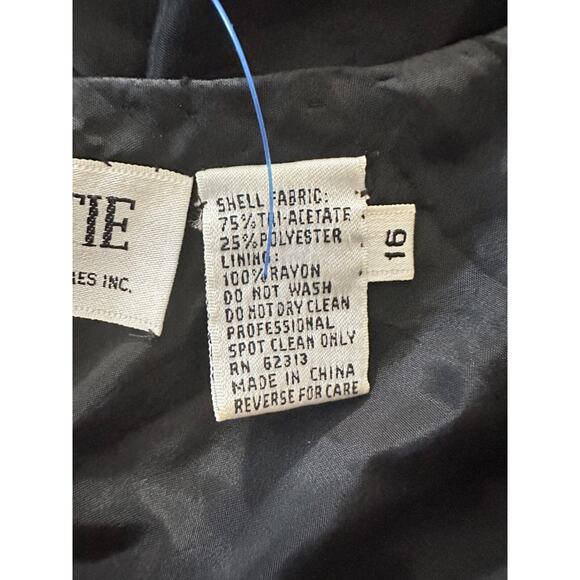 TIE
ES INC.
SHELL FABRIC:
75% TRI-ACETATE
25% POLYESTER
LINING:
100% RAYON
DO NOT WASH
DO NOT DRY CLEAN
PROFESSIONAL
SPOT CLEAN ONLY
RN 62313
MADE IN CHINA
REVERSE FOR CARE
16